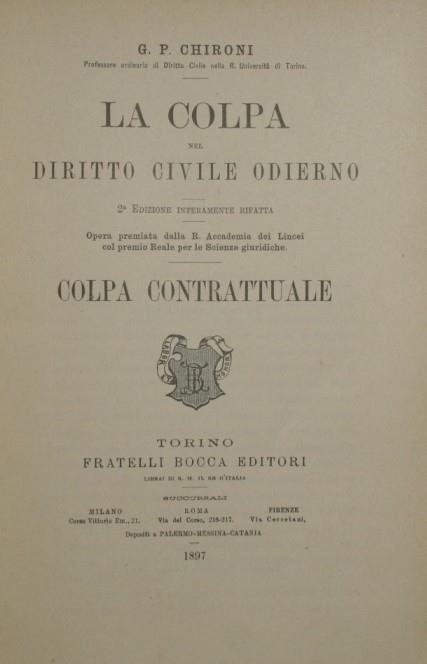 G. P. CHIRONI
Professore ordinario di Diritto Civile nella R. Università di Torino.
LA COLPA
NEL
DIRITTO CIVILE ODIERNO
2ª EDIZIONE INTERAMENTE RIFATTA
Opera premiata dalla R. Accademia dei Lincei
col premio Reale per le Scienze giuridiche.
COLPA CONTRATTUALE
TORINO
FRATELLI BOCCA EDITORI
LIBRAI DI S. M. IL RE D'ITALIA
SUCCURSALI
MILANO ROMA FIRENZE
Corso Vittorio Em., 21. Via del Corso, 216-217. Via Cerretani,
Depositi a PALERMO-MESSINA-CATANIA
1897